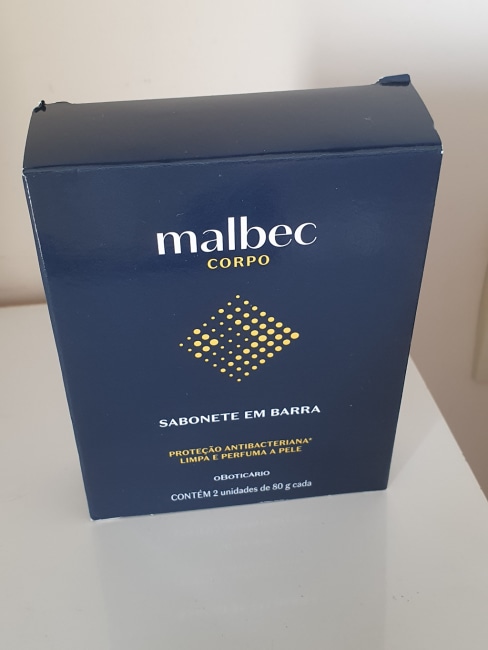 malbec
CORPO
SABONETE EM BARRA
PROTEÇÃO ANTIBACTERIANA*
LIMPA E PERFUMA A PELE
oBOTICÁRIO
CONTÉM 2 unidades de 80 g cada